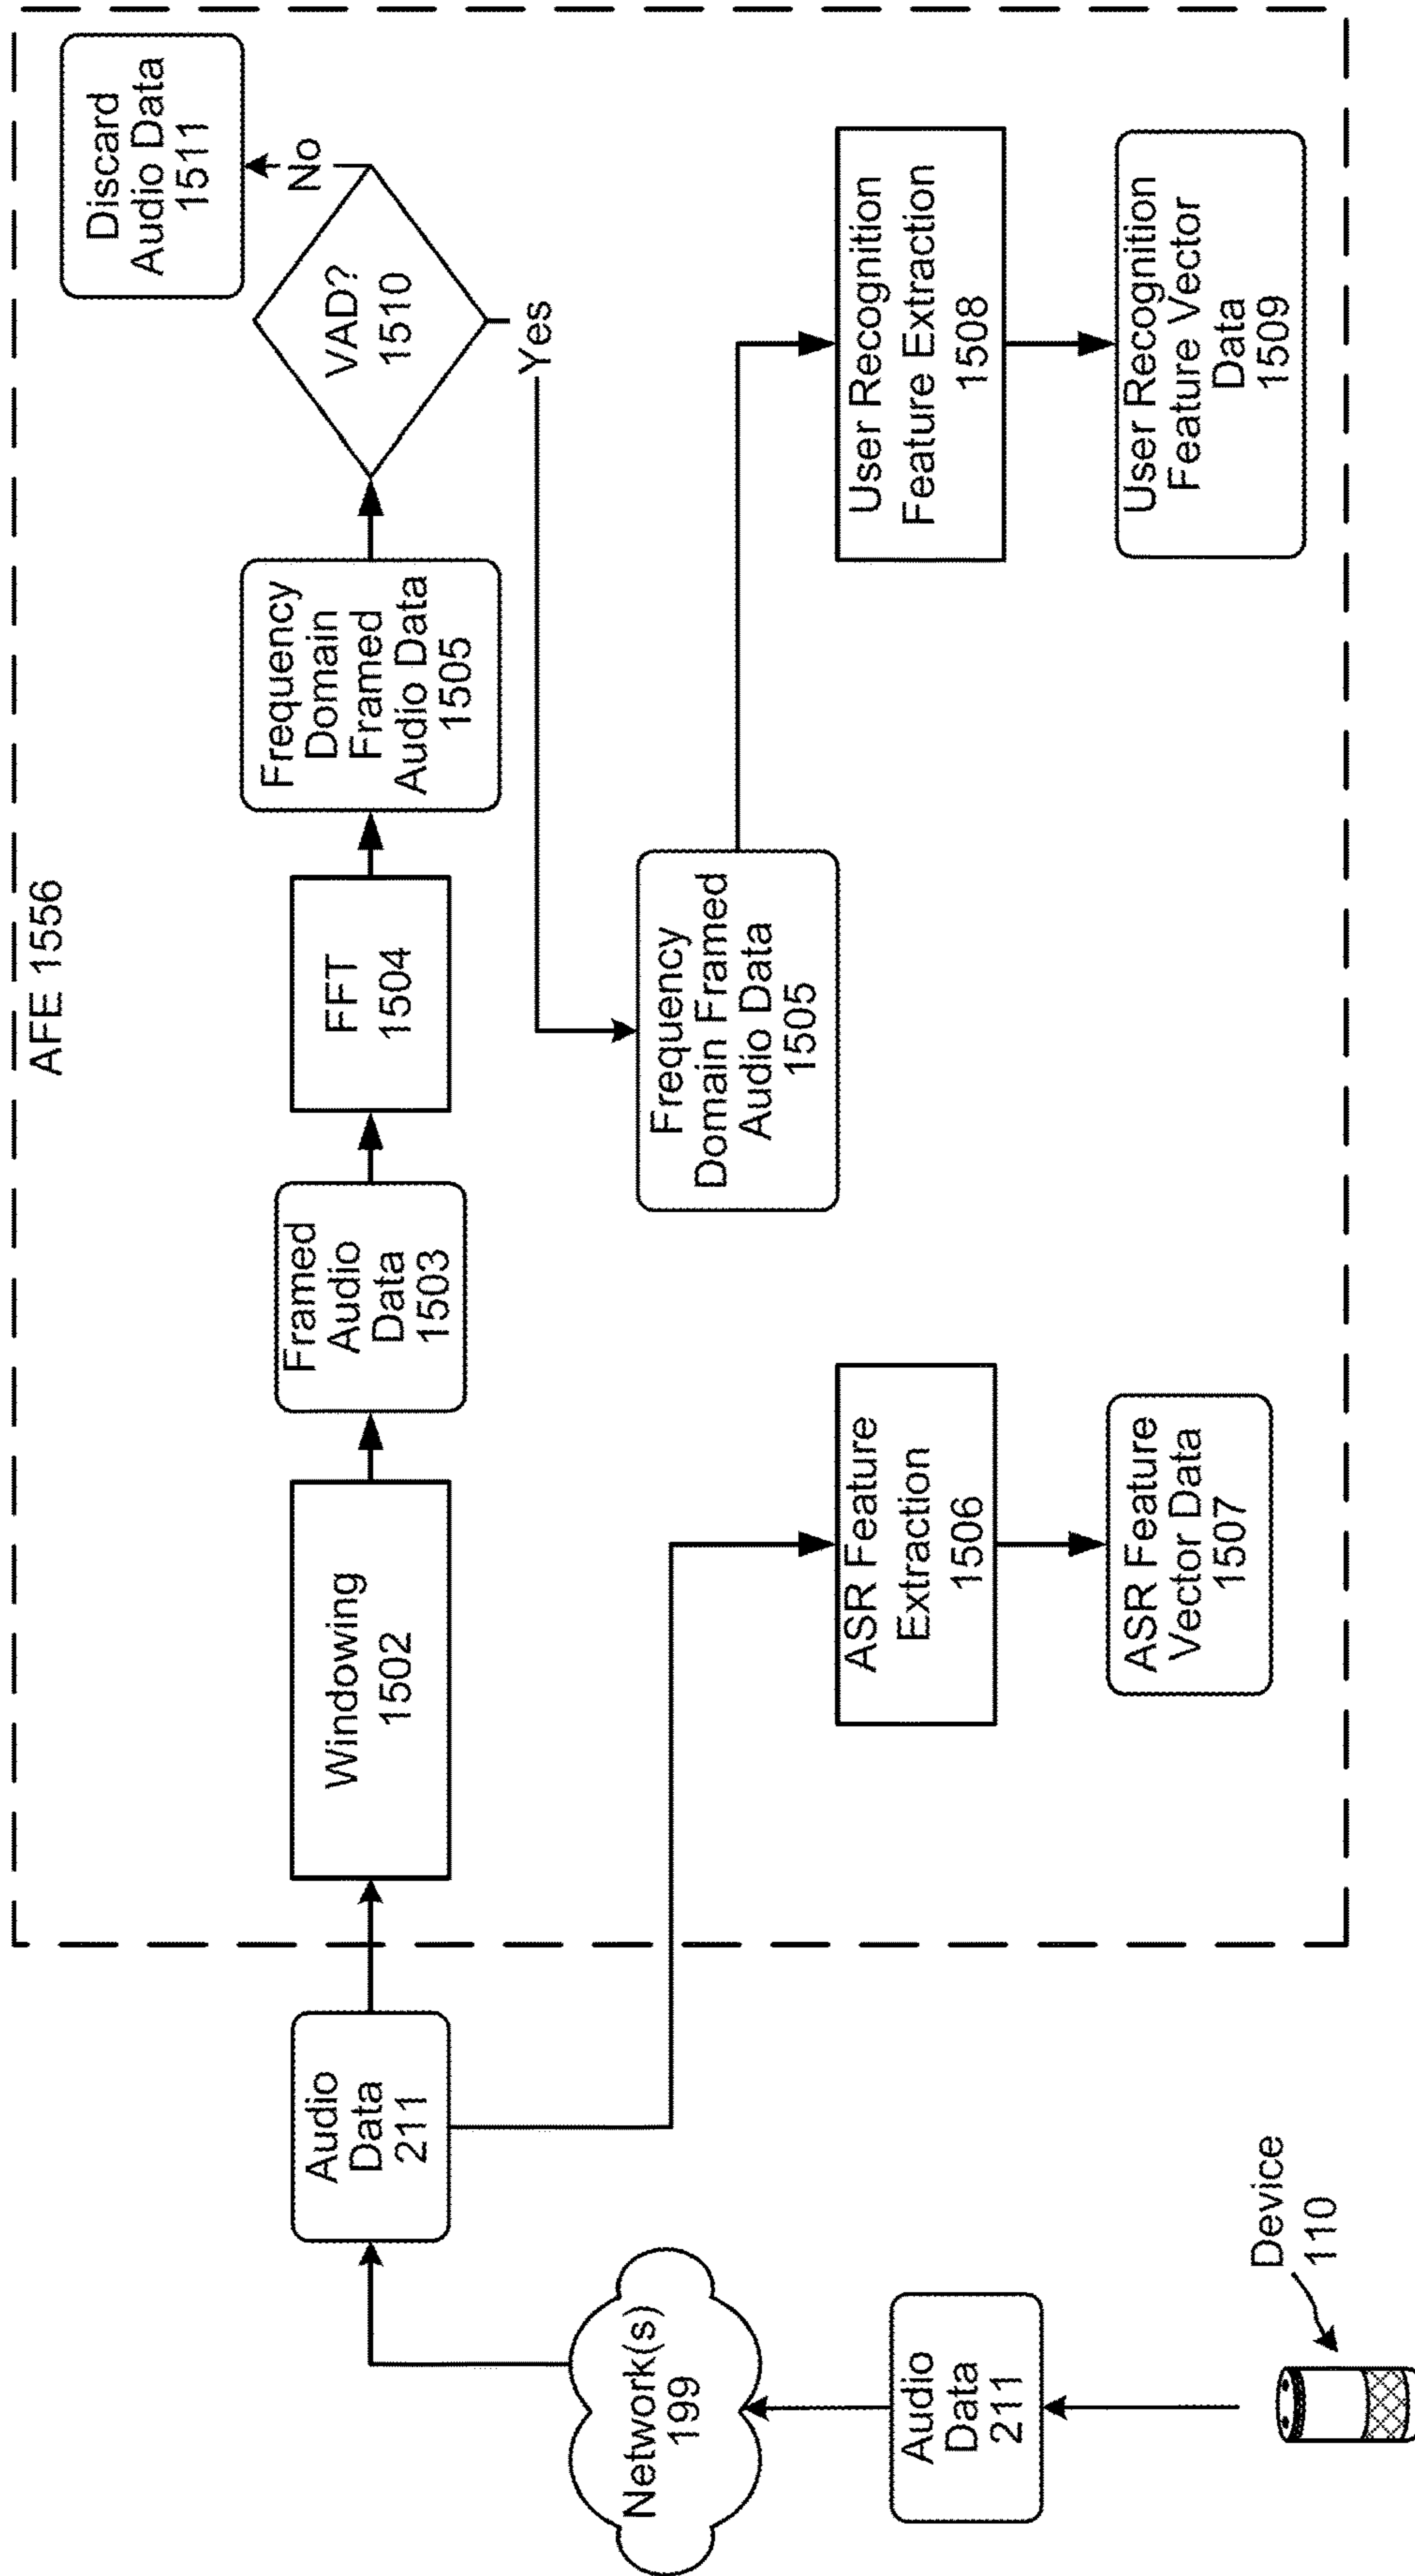 AFE 1556
Device
110
Audio
Data
211
Network(s)
199
Audio
Data
211
Windowing
1502
Framed
Audio
Data
1503
FFT
1504
Frequency
Domain
Framed
Audio Data
1505
VAD?
1510
No
Discard
Audio Data
1511
Yes
Frequency
Domain Framed
Audio Data
1505
ASR Feature
Extraction
1506
ASR Feature
Vector Data
1507
User Recognition
Feature Extraction
1508
User Recognition
Feature Vector
Data
1509